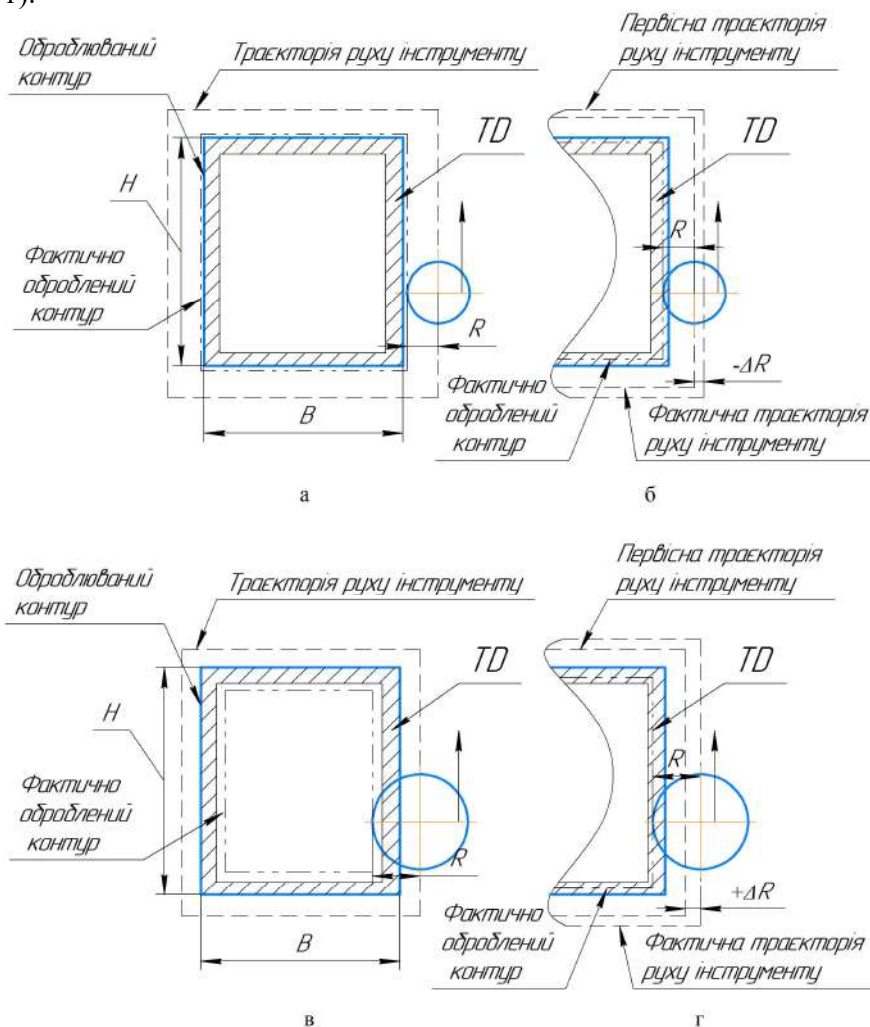 Г).
Оброблюваний
контур
Траєкторія руху інструменту
TD
H
Фактично
оброблений
контур
R
B
а
Первісна траєкторія
руху інструменту
TD
R
-ΔR
Фактично
оброблений
контур
Фактична траєкторія
руху інструменту
б
Оброблюваний
контур
Траєкторія руху інструменту
TD
H
Фактично
оброблений
контур
R
B
в
Первісна траєкторія
руху інструменту
TD
R
+ΔR
Фактично
оброблений
контур
Фактична траєкторія
руху інструменту
г